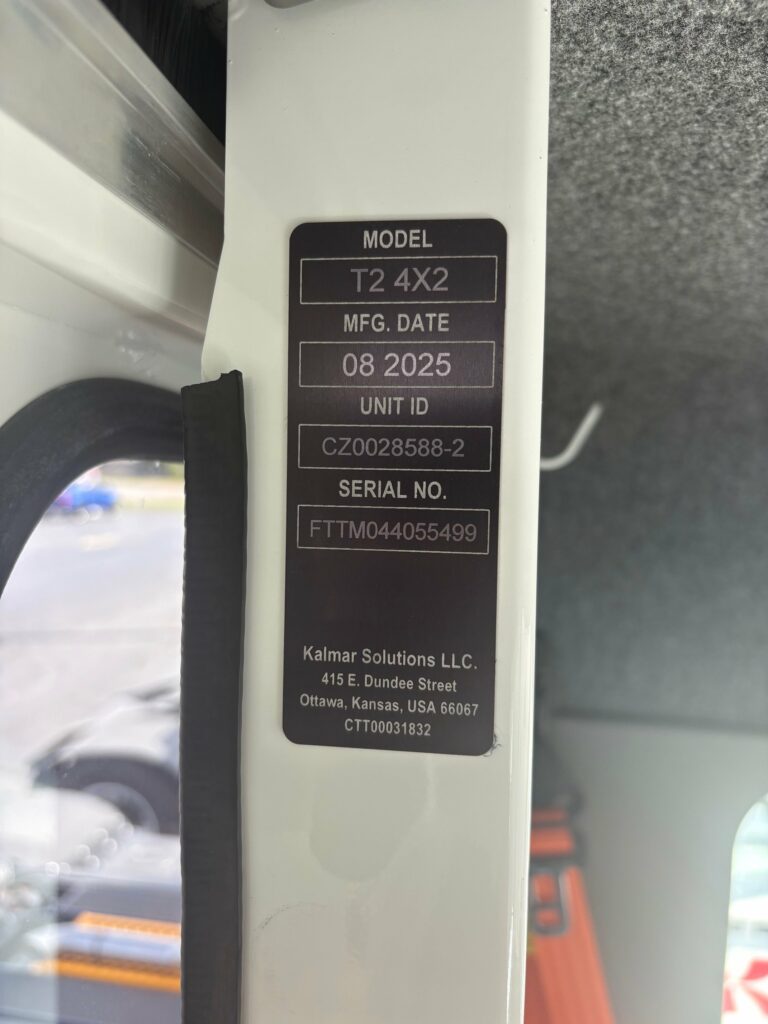 MODEL
T2 4X2
MFG. DATE
08 2025
UNIT ID
CZ0028588-2
SERIAL NO.
FTTM044055499
Kalmar Solutions LLC.
415 E. Dundee Street
Ottawa, Kansas, USA 66067
CTT00031832